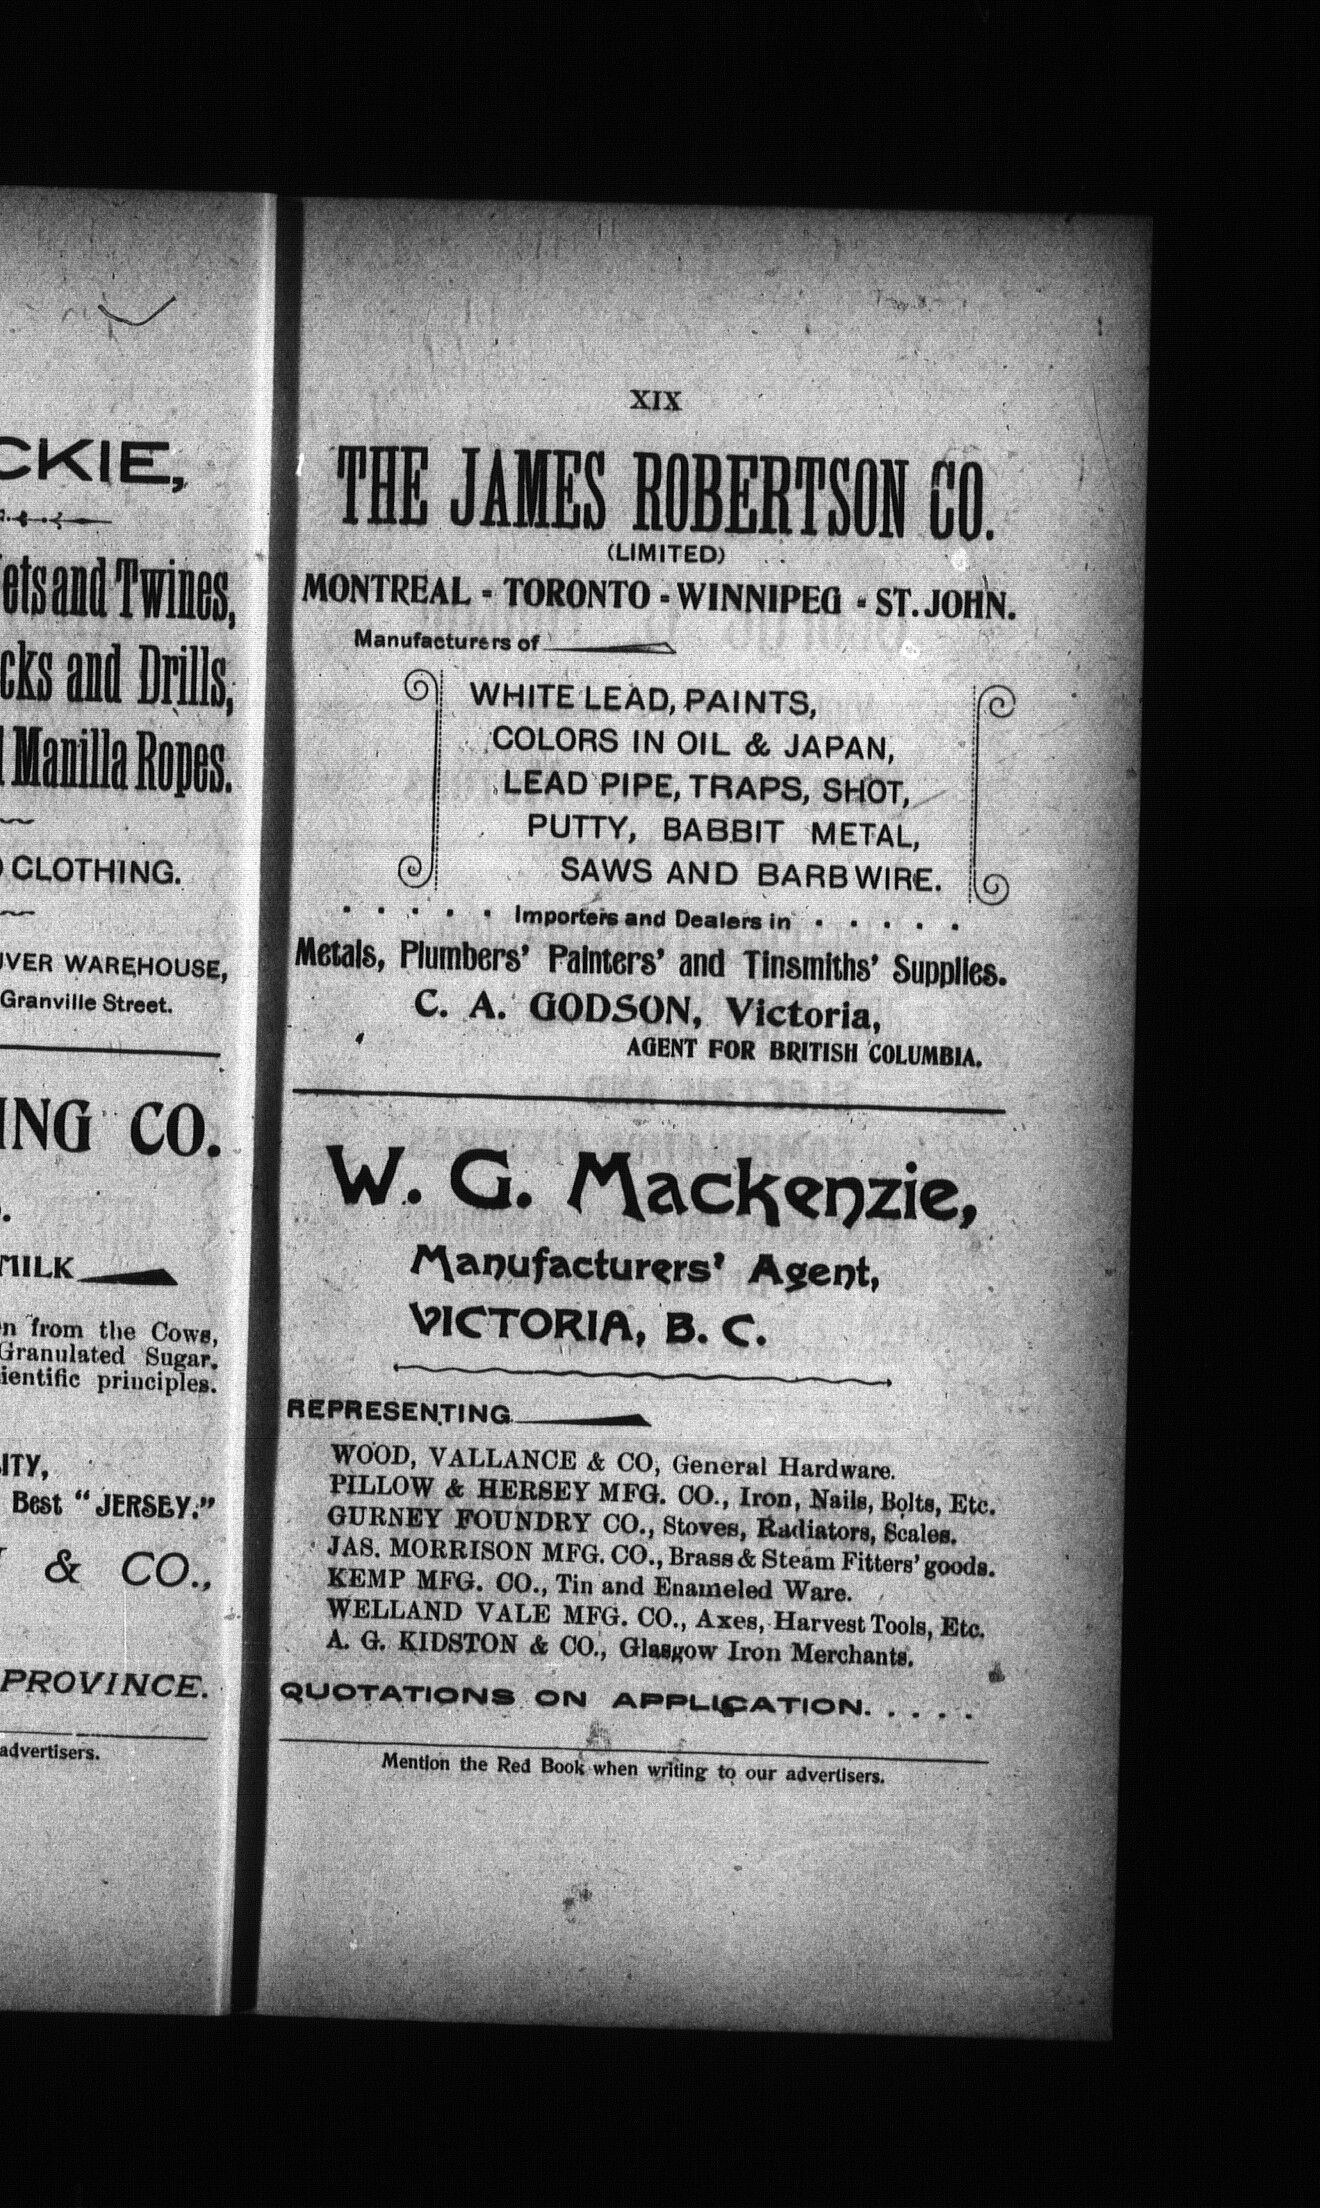 CKIE,
ets and Twines,
cks and Drills,
Manilla Ropes.
CLOTHING.
UVER WAREHOUSE,
Granville Street.
ING CO.
MILK
en from the Cows,
Granulated Sugar.
ientific principles.
ITY,
Best "JERSEY."
& CO.,
PROVINCE.
advertisers.
XIX
THE JAMES ROBERTSON CO.
(LIMITED)
MONTREAL - TORONTO - WINNIPEG - ST. JOHN.
Manufacturers of
WHITE LEAD, PAINTS,
COLORS IN OIL & JAPAN,
LEAD PIPE, TRAPS, SHOT,
PUTTY, BABBIT METAL,
SAWS AND BARB WIRE.
. . . . . Importers and Dealers in . . . . .
Metals, Plumbers' Painters' and Tinsmiths' Supplies.
C. A. GODSON, Victoria,
AGENT FOR BRITISH COLUMBIA.
W. G. Mackenzie,
Manufacturers' Agent,
VICTORIA, B. C.
REPRESENTING
WOOD, VALLANCE & CO, General Hardware.
PILLOW & HERSEY MFG. CO., Iron, Nails, Bolts, Etc.
GURNEY FOUNDRY CO., Stoves, Radiators, Scales.
JAS. MORRISON MFG. CO., Brass & Steam Fitters' goods.
KEMP MFG. CO., Tin and Enameled Ware.
WELLAND VALE MFG. CO., Axes, Harvest Tools, Etc.
A. G. KIDSTON & CO., Glasgow Iron Merchants.
QUOTATIONS ON APPLICATION. . . . .
Mention the Red Book when writing to our advertisers.